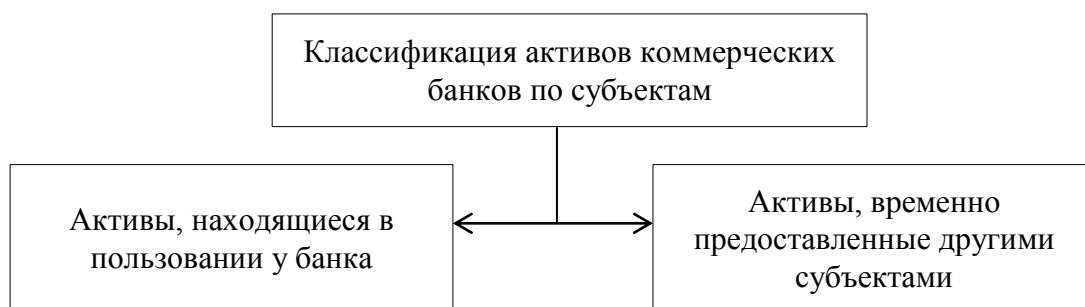 Классификация активов коммерческих
банков по субъектам
Активы, находящиеся в
пользовании у банка
Активы, временно
предоставленные другими
субъектами